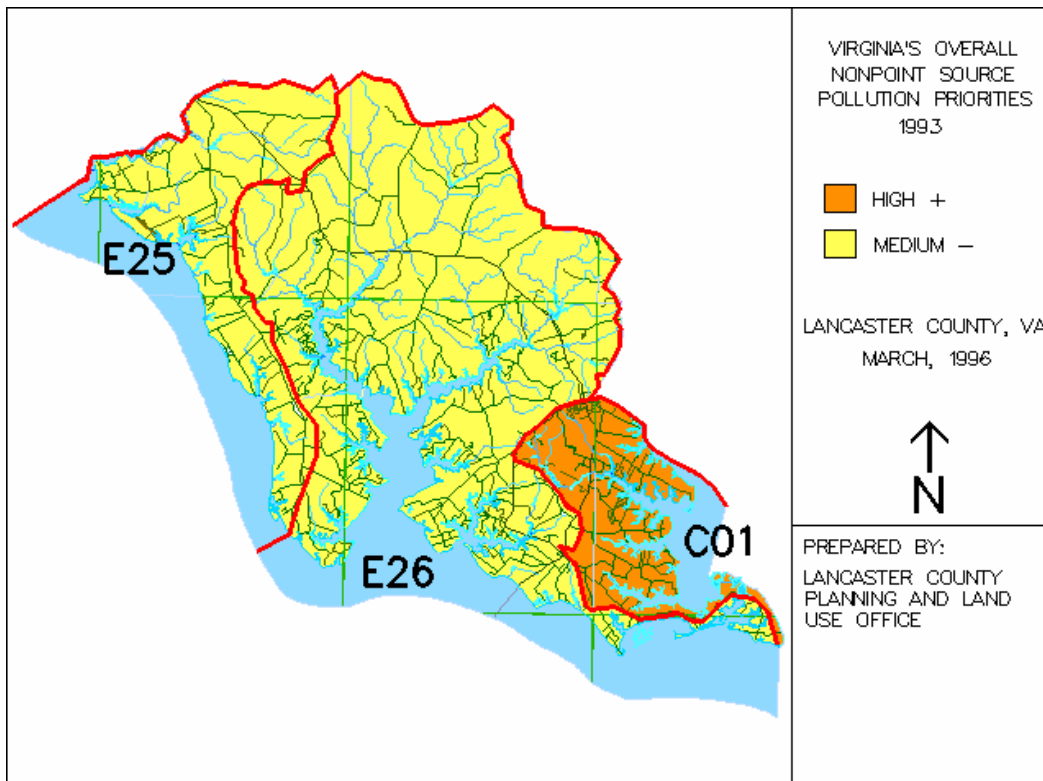 VIRGINIA'S OVERALL
NONPOINT SOURCE
POLLUTION PRIORITIES
1993
HIGH +
MEDIUM –
LANCASTER COUNTY, VA
MARCH, 1996
N
PREPARED BY:
LANCASTER COUNTY
PLANNING AND LAND
USE OFFICE
E25
E26
C01